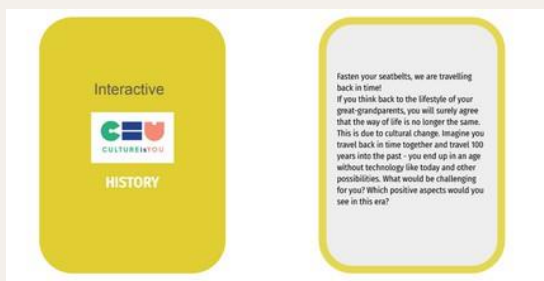 Interactive
CEU
CULTUREisYOU
HISTORY
Fasten your seatbelts, we are travelling
back in time!
If you think back to the lifestyle of your
great-grandparents, you will surely agree
that the way of life is no longer the same.
This is due to cultural change. Imagine you
travel back in time together and travel 100
years into the past - you end up in an age
without technology like today and other
possibilities. What would be challenging
for you? Which positive aspects would you
see in this era?